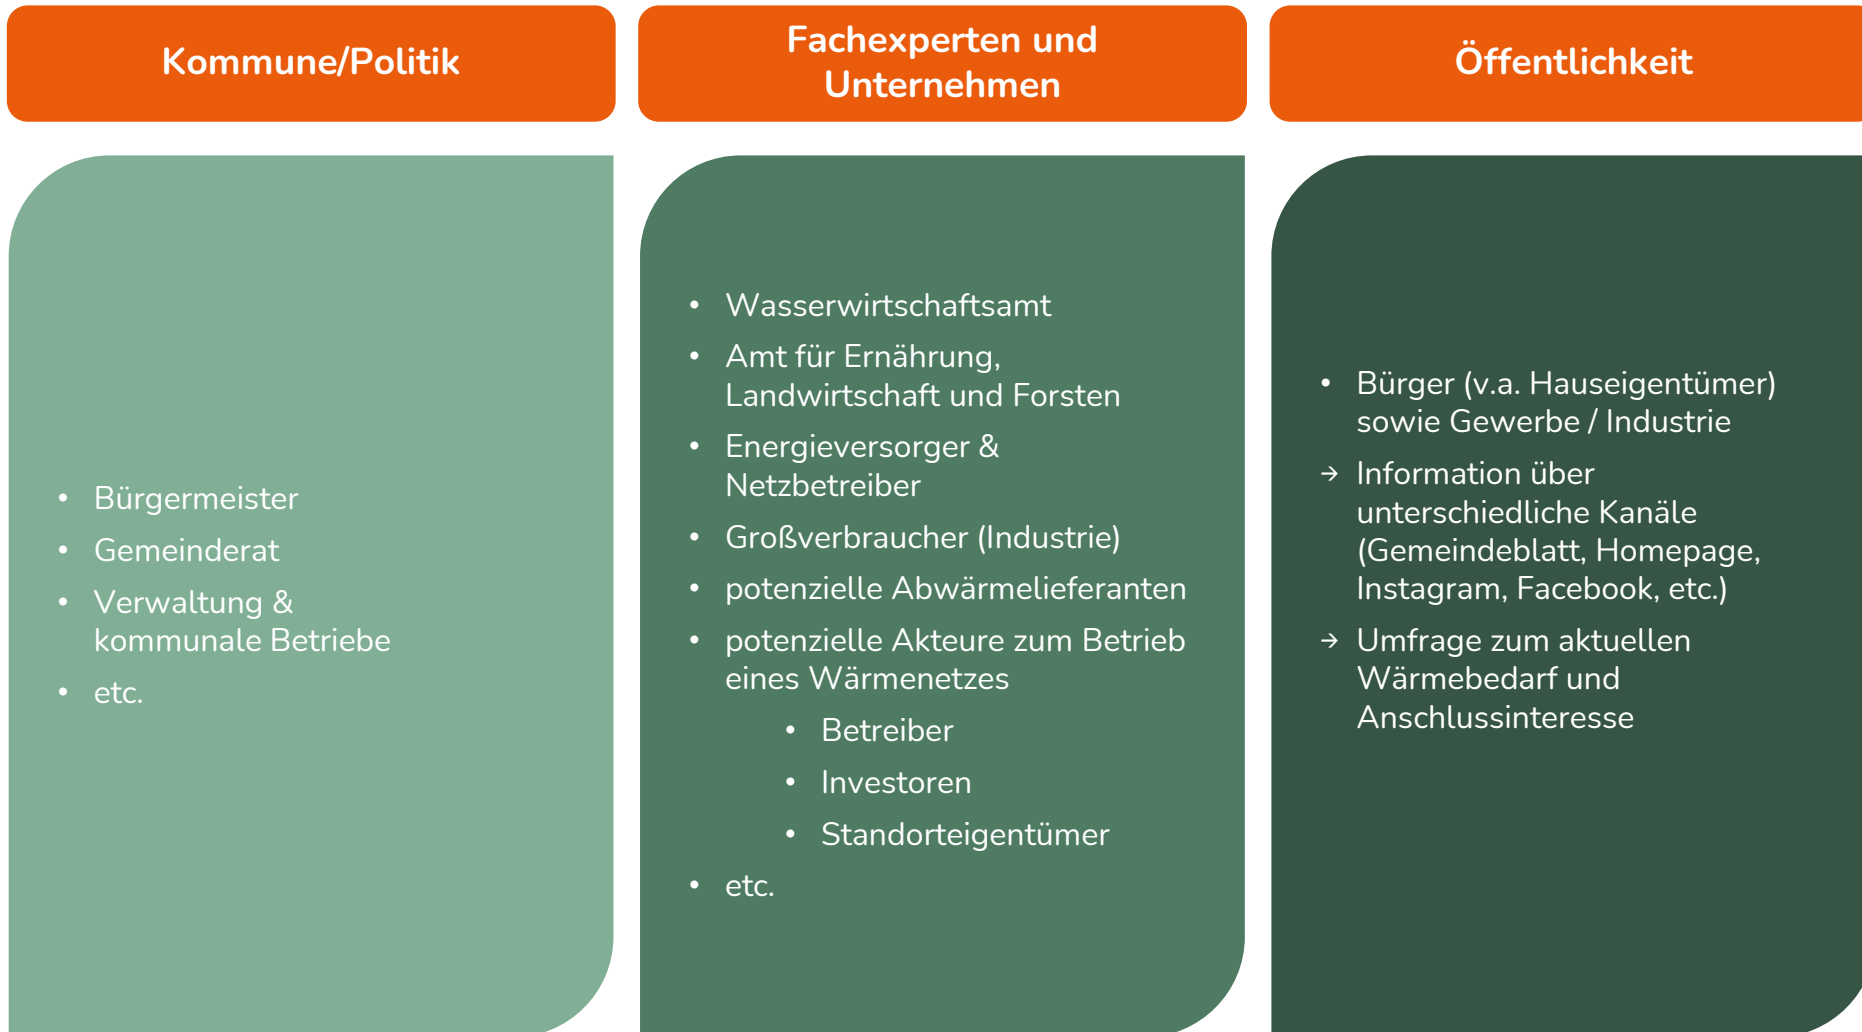 Kommune/Politik
Fachexperten und
Unternehmen
Öffentlichkeit
• Bürgermeister
• Gemeinderat
• Verwaltung &
kommunale Betriebe
• etc.
• Wasserwirtschaftsamt
• Amt für Ernährung,
Landwirtschaft und Forsten
• Energieversorger &
Netzbetreiber
• Großverbraucher (Industrie)
• potenzielle Abwärmelieferanten
• potenzielle Akteure zum Betrieb
eines Wärmenetzes
• Betreiber
• Investoren
• Standorteigentümer
• etc.
• Bürger (v.a. Hauseigentümer)
sowie Gewerbe / Industrie
→ Information über
unterschiedliche Kanäle
(Gemeindeblatt, Homepage,
Instagram, Facebook, etc.)
→ Umfrage zum aktuellen
Wärmebedarf und
Anschlussinteresse